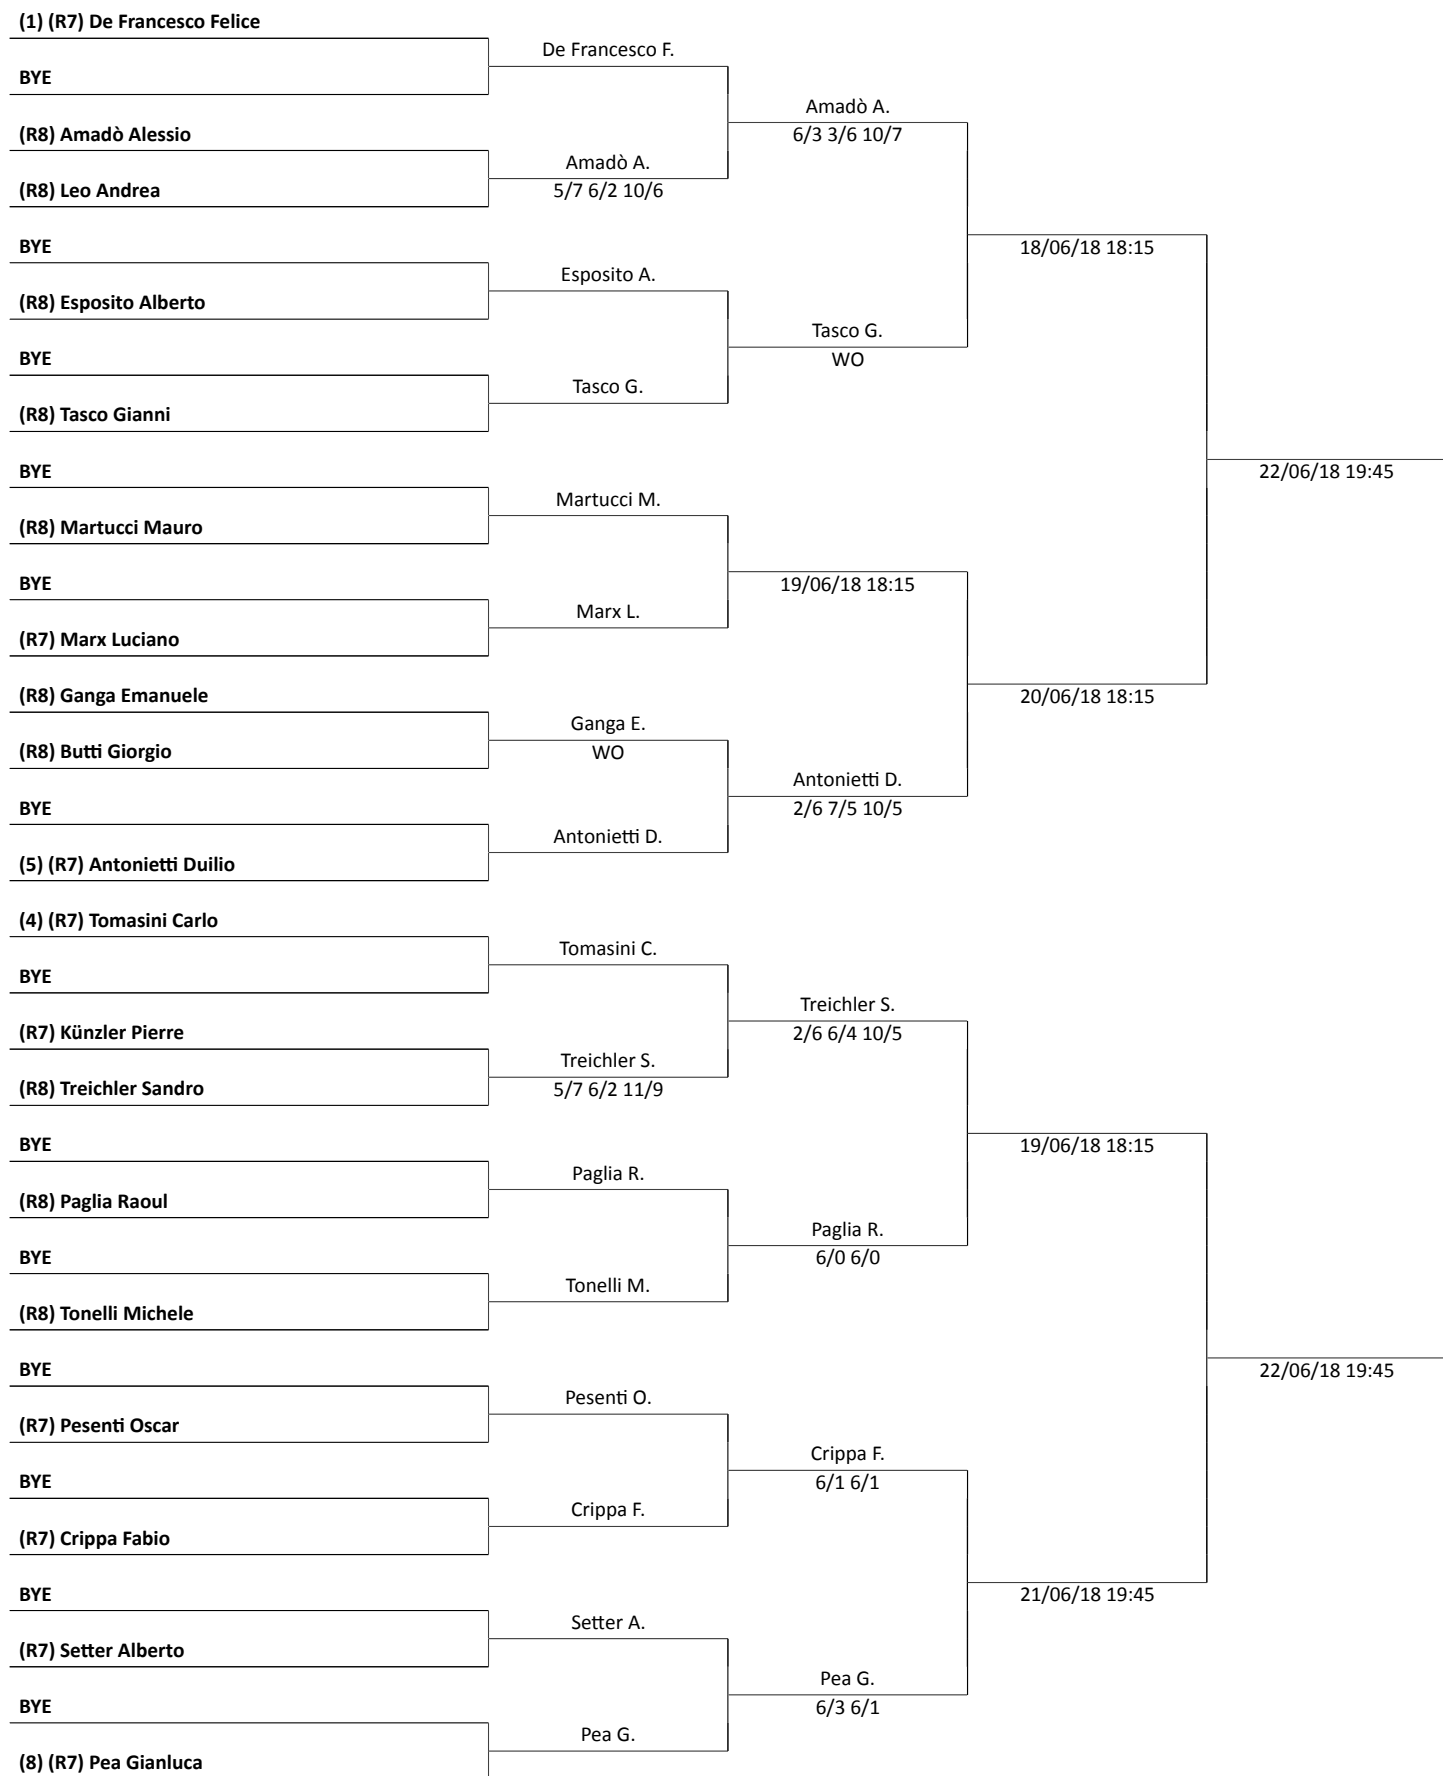 (1) (R7) De Francesco Felice
De Francesco F.
BYE
Amadò A.
(R8) Amadò Alessio
6/3 3/6 10/7
Amadò A.
(R8) Leo Andrea
5/7 6/2 10/6
BYE
18/06/18 18:15
Esposito A.
(R8) Esposito Alberto
Tasco G.
BYE
WO
Tasco G.
(R8) Tasco Gianni
BYE
22/06/18 19:45
Martucci M.
(R8) Martucci Mauro
BYE
19/06/18 18:15
Marx L.
(R7) Marx Luciano
(R8) Ganga Emanuele
20/06/18 18:15
Ganga E.
(R8) Butti Giorgio
WO
Antonietti D.
BYE
2/6 7/5 10/5
Antonietti D.
(5) (R7) Antonietti Duilio
(4) (R7) Tomasini Carlo
Tomasini C.
BYE
Treichler S.
(R7) Künzler Pierre
2/6 6/4 10/5
Treichler S.
(R8) Treichler Sandro
5/7 6/2 11/9
BYE
19/06/18 18:15
Paglia R.
(R8) Paglia Raoul
Paglia R.
BYE
6/0 6/0
Tonelli M.
(R8) Tonelli Michele
BYE
22/06/18 19:45
Pesenti O.
(R7) Pesenti Oscar
Crippa F.
BYE
6/1 6/1
Crippa F.
(R7) Crippa Fabio
BYE
21/06/18 19:45
Setter A.
(R7) Setter Alberto
Pea G.
BYE
6/3 6/1
Pea G.
(8) (R7) Pea Gianluca